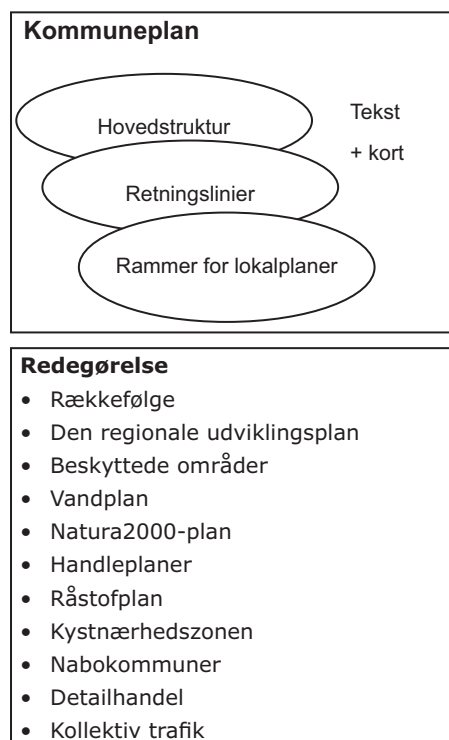 Kommuneplan
Hovedstruktur
Tekst
+ kort
Retningslinier
Rammer for lokalplaner
Redegørelse
• Rækkefølge
• Den regionale udviklingsplan
• Beskyttede områder
• Vandplan
• Natura2000-plan
• Handleplaner
• Råstofplan
• Kystnærhedszonen
• Nabokommuner
• Detailhandel
• Kollektiv trafik